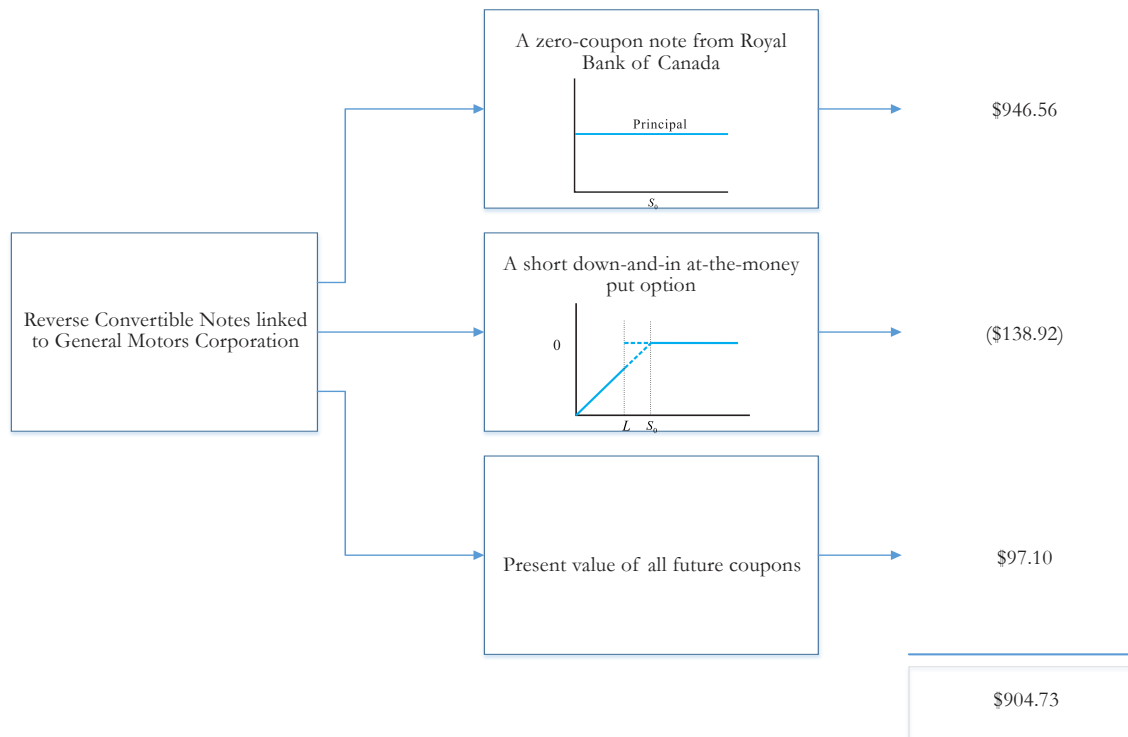 A zero-coupon note from Royal
Bank of Canada
Principal
S₀
$946.56
Reverse Convertible Notes linked
to General Motors Corporation
A short down-and-in at-the-money
put option
0
L S₀
($138.92)
Present value of all future coupons
$97.10
$904.73